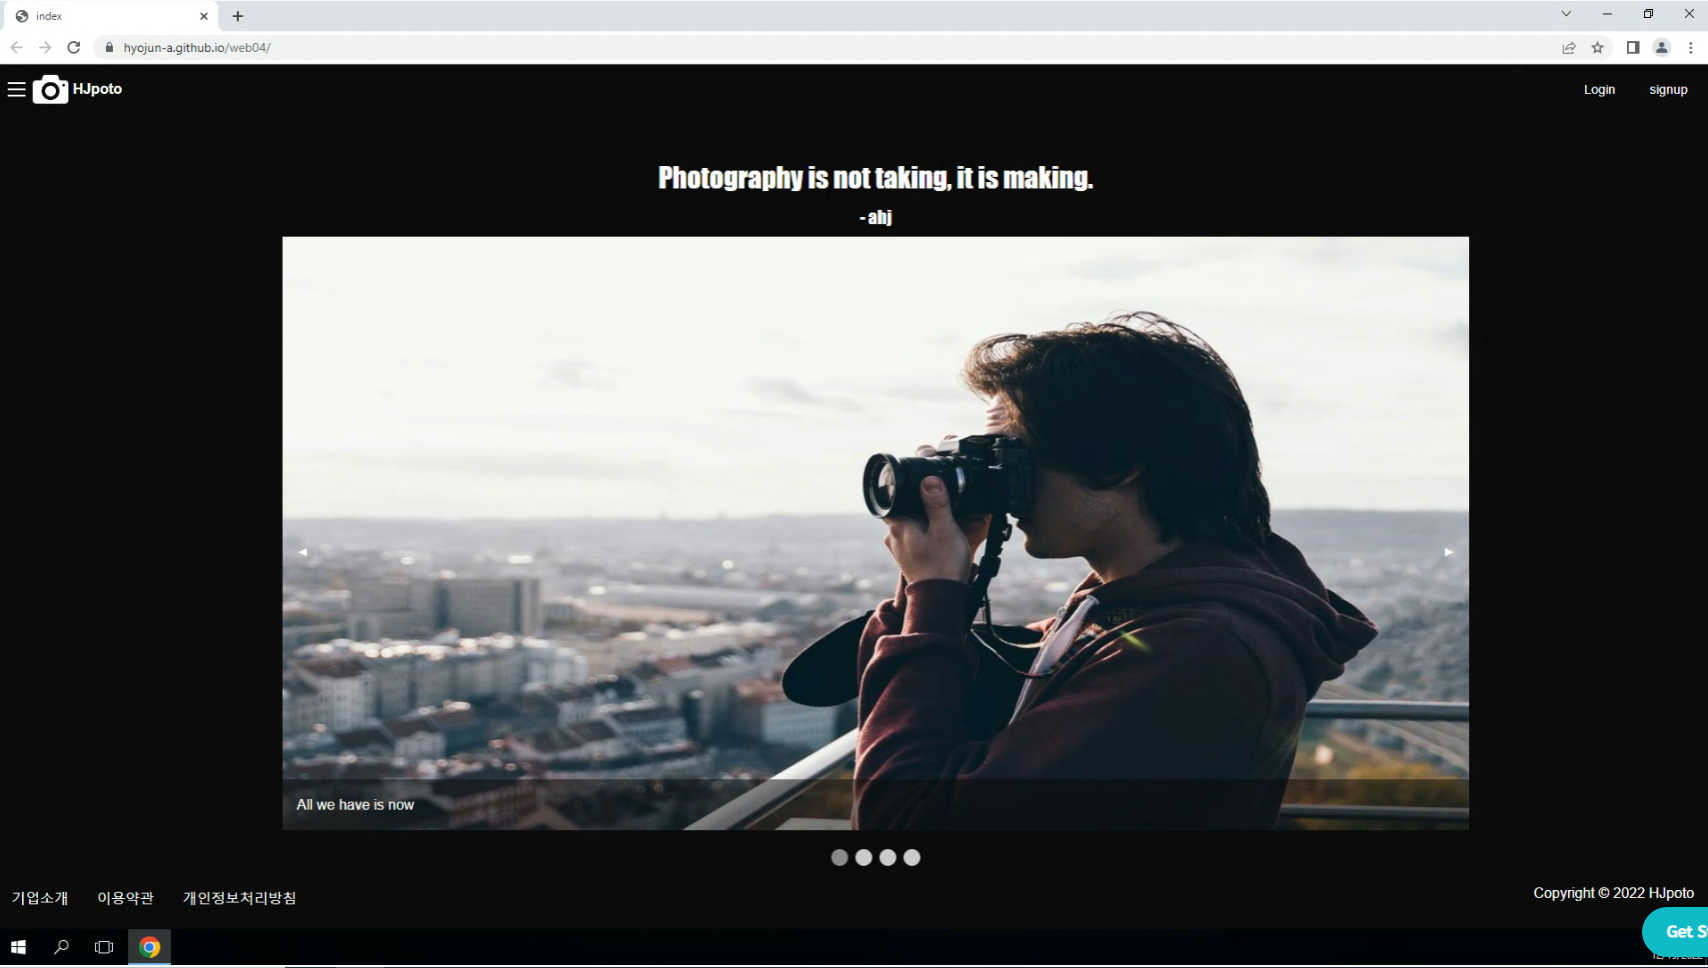 index
hyojun-a.github.io/web04/
HJpoto
Login
signup
Photography is not taking, it is making.
- ahj
All we have is now
기업소개
이용약관
개인정보처리방침
Copyright © 2022 HJpoto
Get